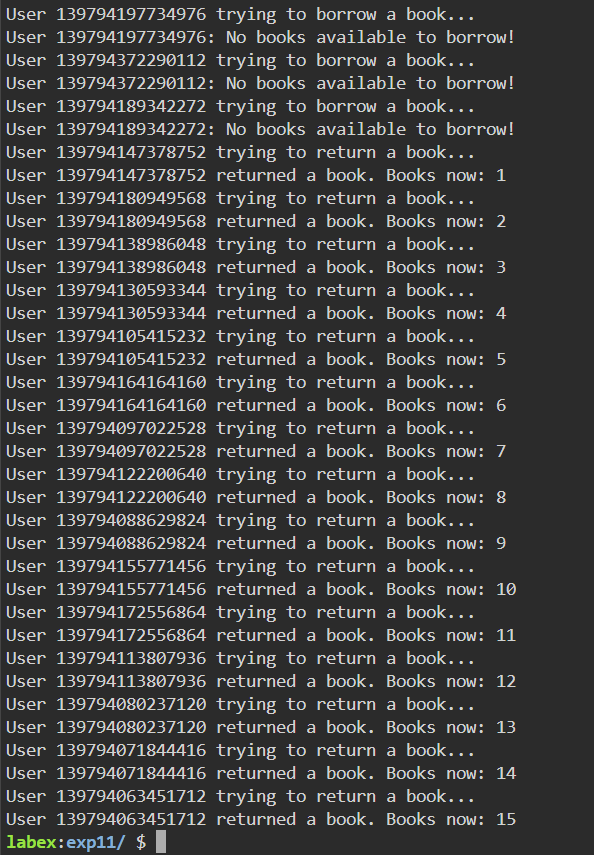 User 139794197734976 trying to borrow a book...
User 139794197734976: No books available to borrow!
User 139794372290112 trying to borrow a book...
User 139794372290112: No books available to borrow!
User 139794189342272 trying to borrow a book...
User 139794189342272: No books available to borrow!
User 139794147378752 trying to return a book...
User 139794147378752 returned a book. Books now: 1
User 139794180949568 trying to return a book...
User 139794180949568 returned a book. Books now: 2
User 139794138986048 trying to return a book...
User 139794138986048 returned a book. Books now: 3
User 139794130593344 trying to return a book...
User 139794130593344 returned a book. Books now: 4
User 139794105415232 trying to return a book...
User 139794105415232 returned a book. Books now: 5
User 139794164164160 trying to return a book...
User 139794164164160 returned a book. Books now: 6
User 139794097022528 trying to return a book...
User 139794097022528 returned a book. Books now: 7
User 139794122200640 trying to return a book...
User 139794122200640 returned a book. Books now: 8
User 139794088629824 trying to return a book...
User 139794088629824 returned a book. Books now: 9
User 139794155771456 trying to return a book...
User 139794155771456 returned a book. Books now: 10
User 139794172556864 trying to return a book...
User 139794172556864 returned a book. Books now: 11
User 139794113807936 trying to return a book...
User 139794113807936 returned a book. Books now: 12
User 139794080237120 trying to return a book...
User 139794080237120 returned a book. Books now: 13
User 139794071844416 trying to return a book...
User 139794071844416 returned a book. Books now: 14
User 139794063451712 trying to return a book...
User 139794063451712 returned a book. Books now: 15
labex:exp11/ $